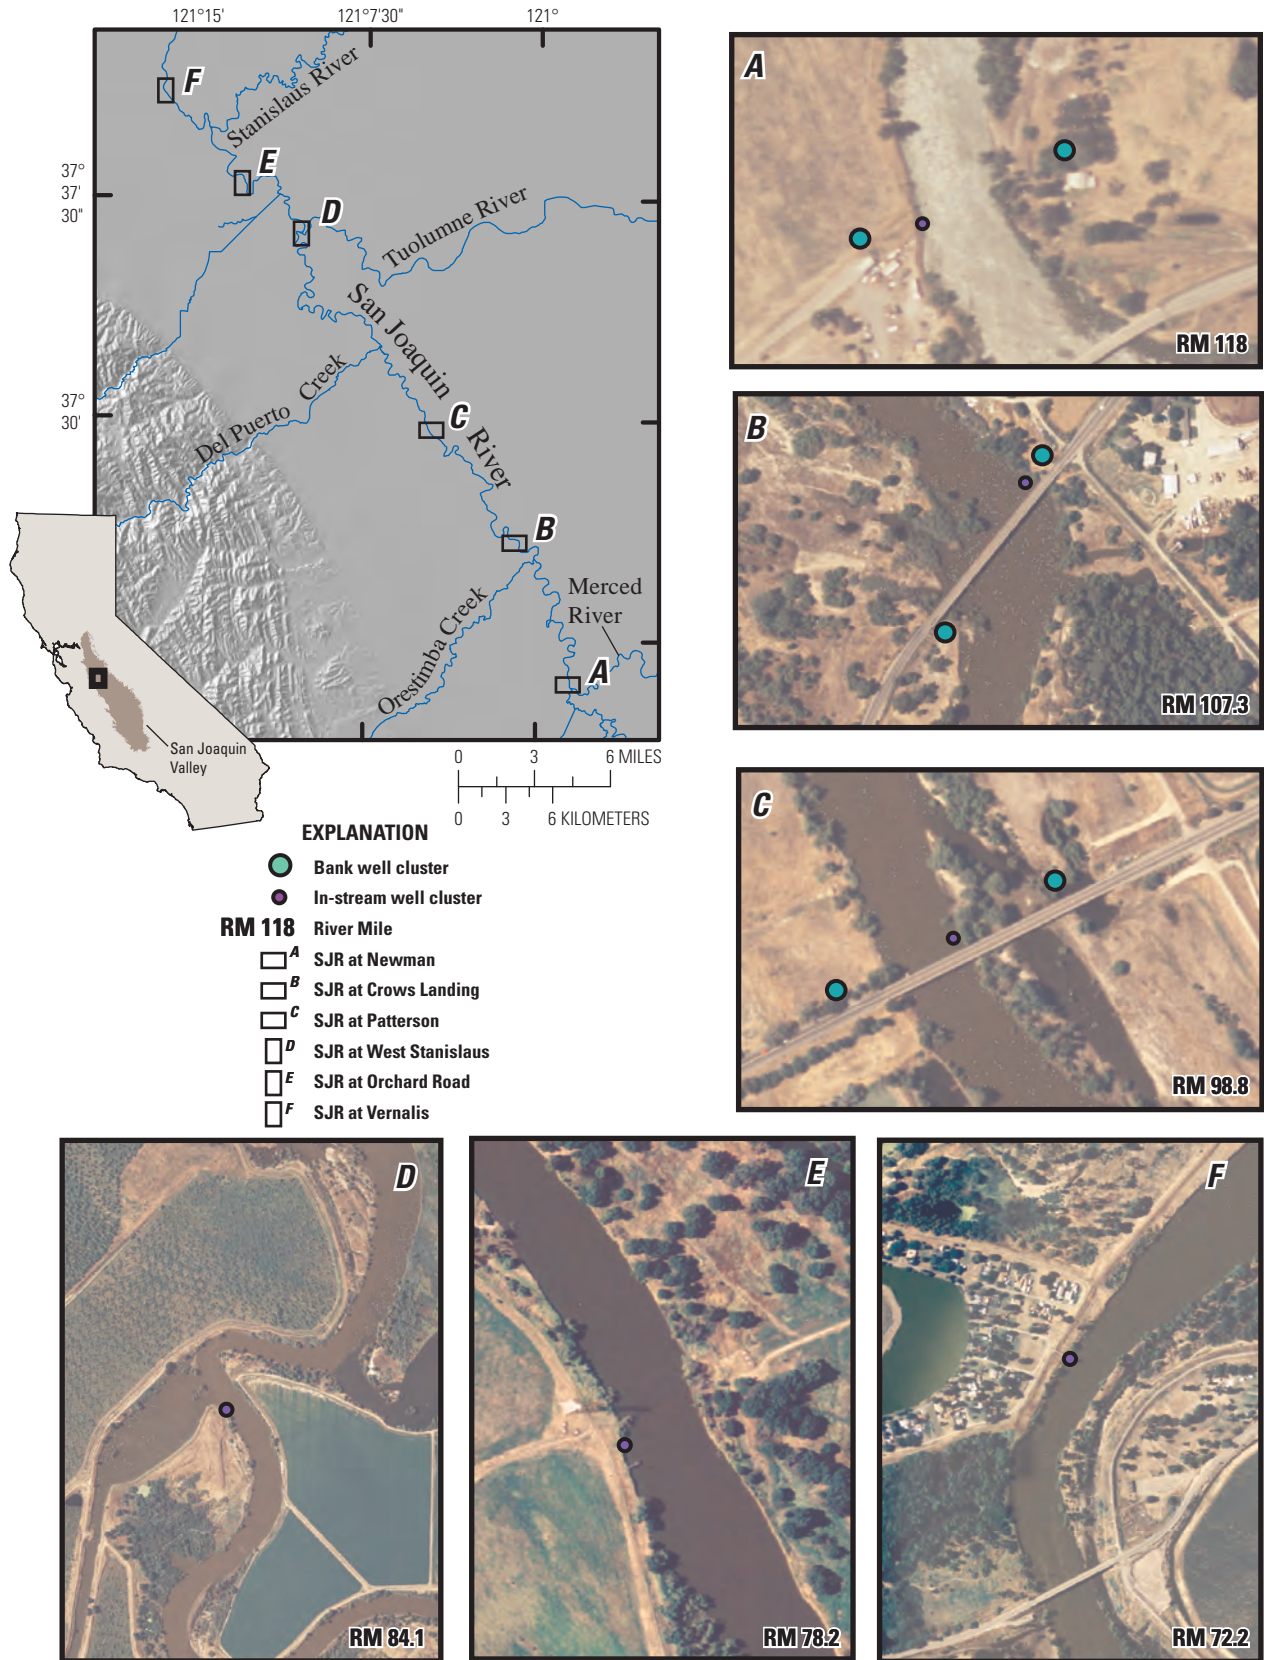 121°15'
121°7'30"
121°
37°
37'
30"
37°
30'
F
Stanislaus River
E
D
Tuolumne River
San Joaquin River
Del Puerto Creek
C
B
Merced
River
Orestimba Creek
A
San Joaquin
Valley
0 3 6 MILES
0 3 6 KILOMETERS
EXPLANATION
Bank well cluster
In-stream well cluster
RM 118 River Mile
A SJR at Newman
B SJR at Crows Landing
C SJR at Patterson
D SJR at West Stanislaus
E SJR at Orchard Road
F SJR at Vernalis
A
RM 118
B
RM 107.3
C
RM 98.8
D
RM 84.1
E
RM 78.2
F
RM 72.2